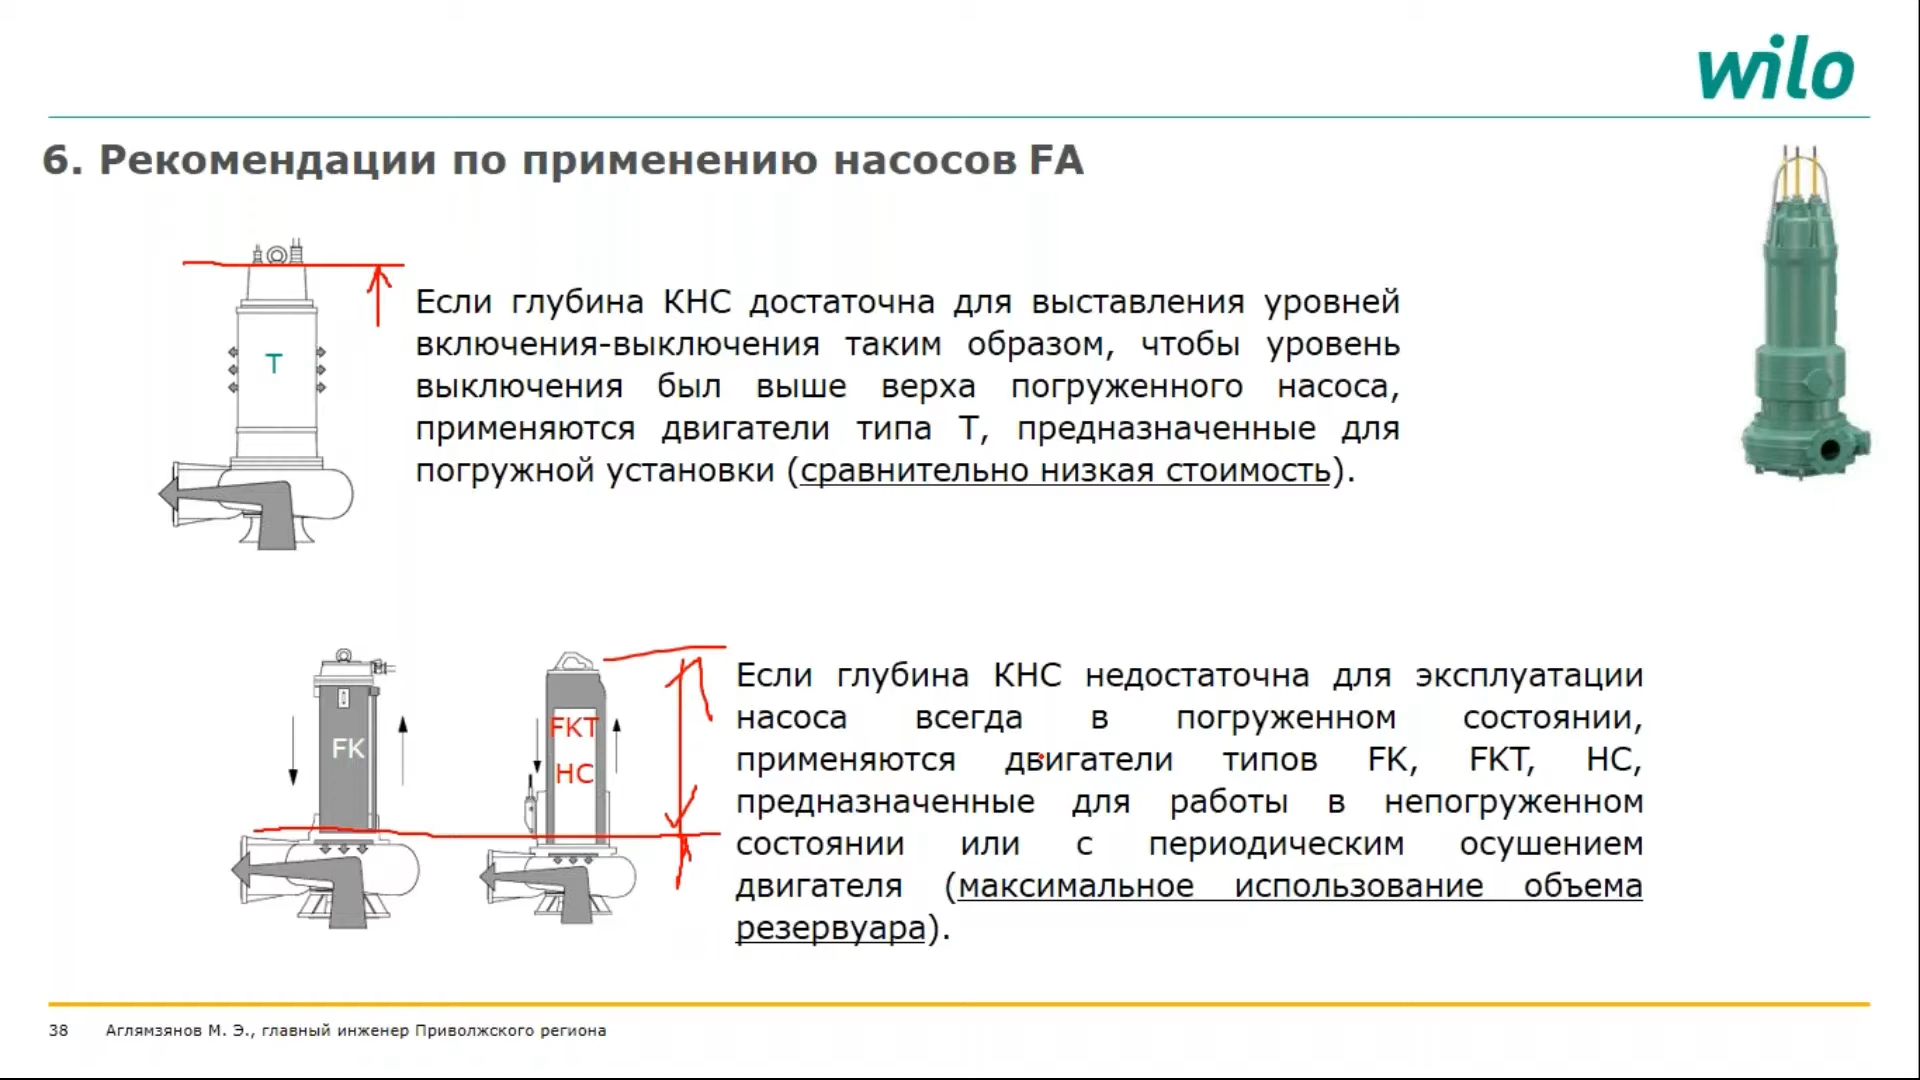 wilo
6. Рекомендации по применению насосов FA
T
Если глубина КНС достаточна для выставления уровней
включения-выключения таким образом, чтобы уровень
выключения был выше верха погруженного насоса,
применяются двигатели типа Т, предназначенные для
погружной установки (сравнительно низкая стоимость).
FK
FKT
HC
Если глубина КНС недостаточна для эксплуатации
насоса всегда в погруженном состоянии,
применяются двигатели типов FK, FKT, HC,
предназначенные для работы в непогруженном
состоянии или с периодическим осушением
двигателя (максимальное использование объема
резервуара).
38 Аглямзянов М. Э., главный инженер Приволжского региона